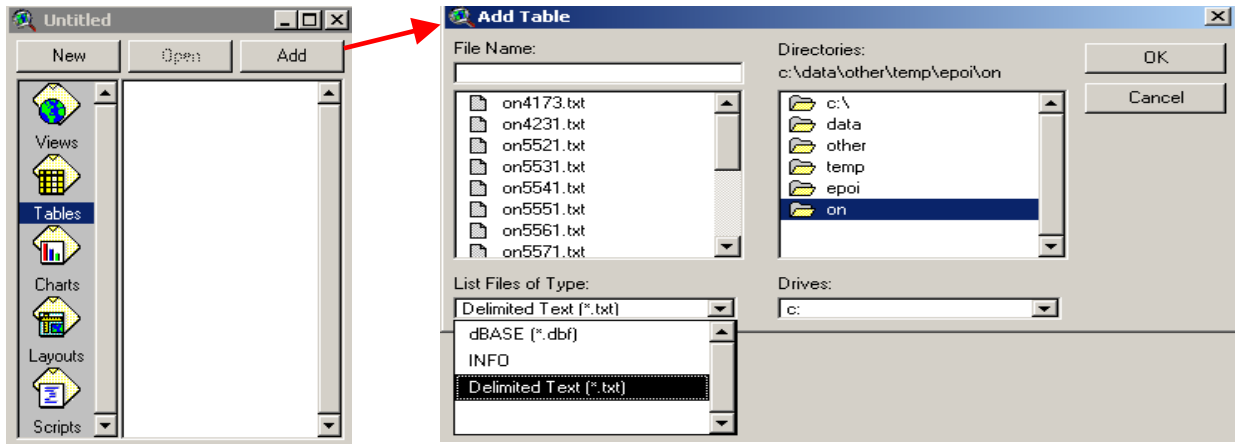 Untitled
New
Open
Add
Views
Tables
Charts
Layouts
Scripts
Add Table
File Name:
on4173.txt
on4231.txt
on5521.txt
on5531.txt
on5541.txt
on5551.txt
on5561.txt
on5571.txt
List Files of Type:
Delimited Text (*.txt)
dBASE (*.dbf)
INFO
Delimited Text (*.txt)
Directories:
c:\data\other\temp\epoi\on
c:\
data
other
temp
epoi
on
Drives:
c:
OK
Cancel